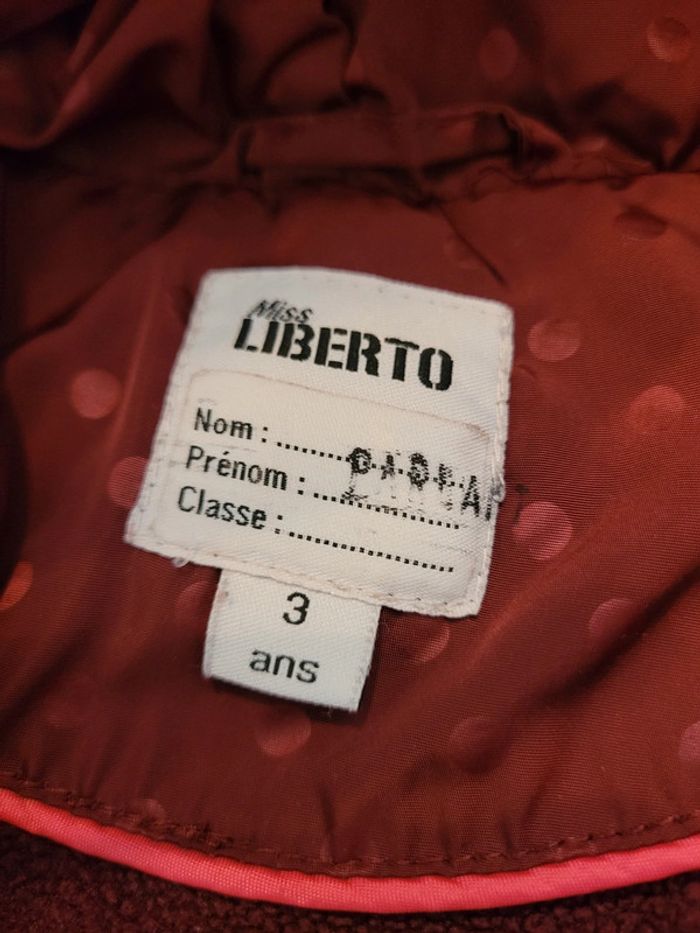 Miss
LIBERTO
Nom :
Prénom :
Classe :
3
ans